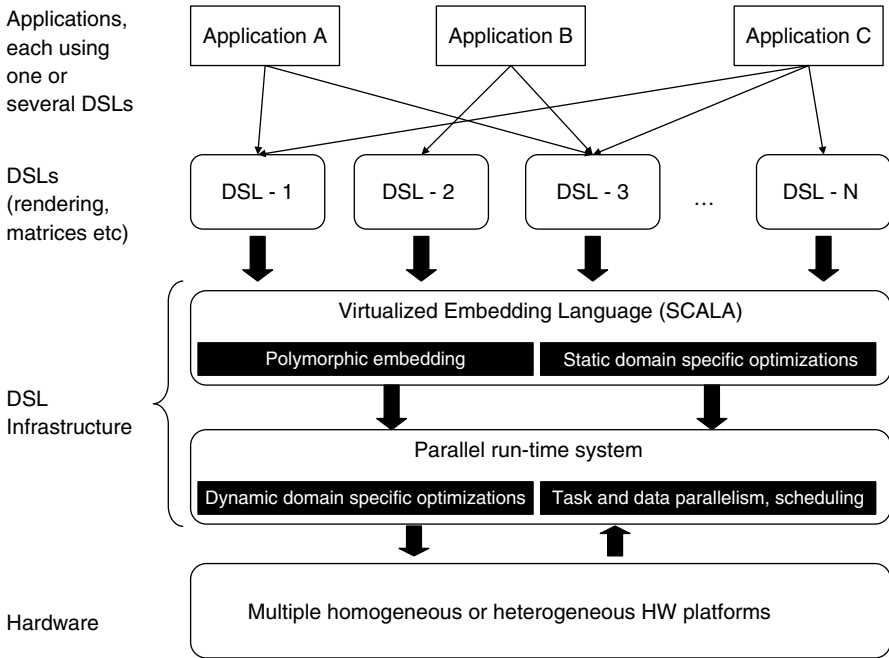 Applications,
each using
one or
several DSLs
Application A
Application B
Application C
DSLs
(rendering,
matrices etc)
DSL - 1
DSL - 2
DSL - 3
...
DSL - N
DSL
Infrastructure
Virtualized Embedding Language (SCALA)
Polymorphic embedding
Static domain specific optimizations
Parallel run-time system
Dynamic domain specific optimizations
Task and data parallelism, scheduling
Hardware
Multiple homogeneous or heterogeneous HW platforms